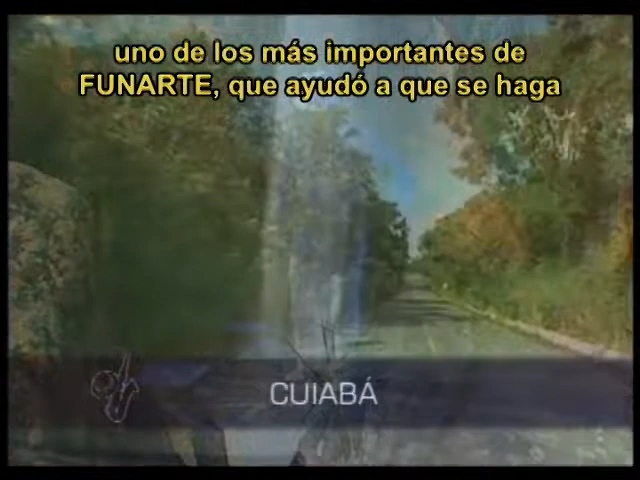 uno de los más importantes de
FUNARTE, que ayudó a que se haga
CUIABÁ